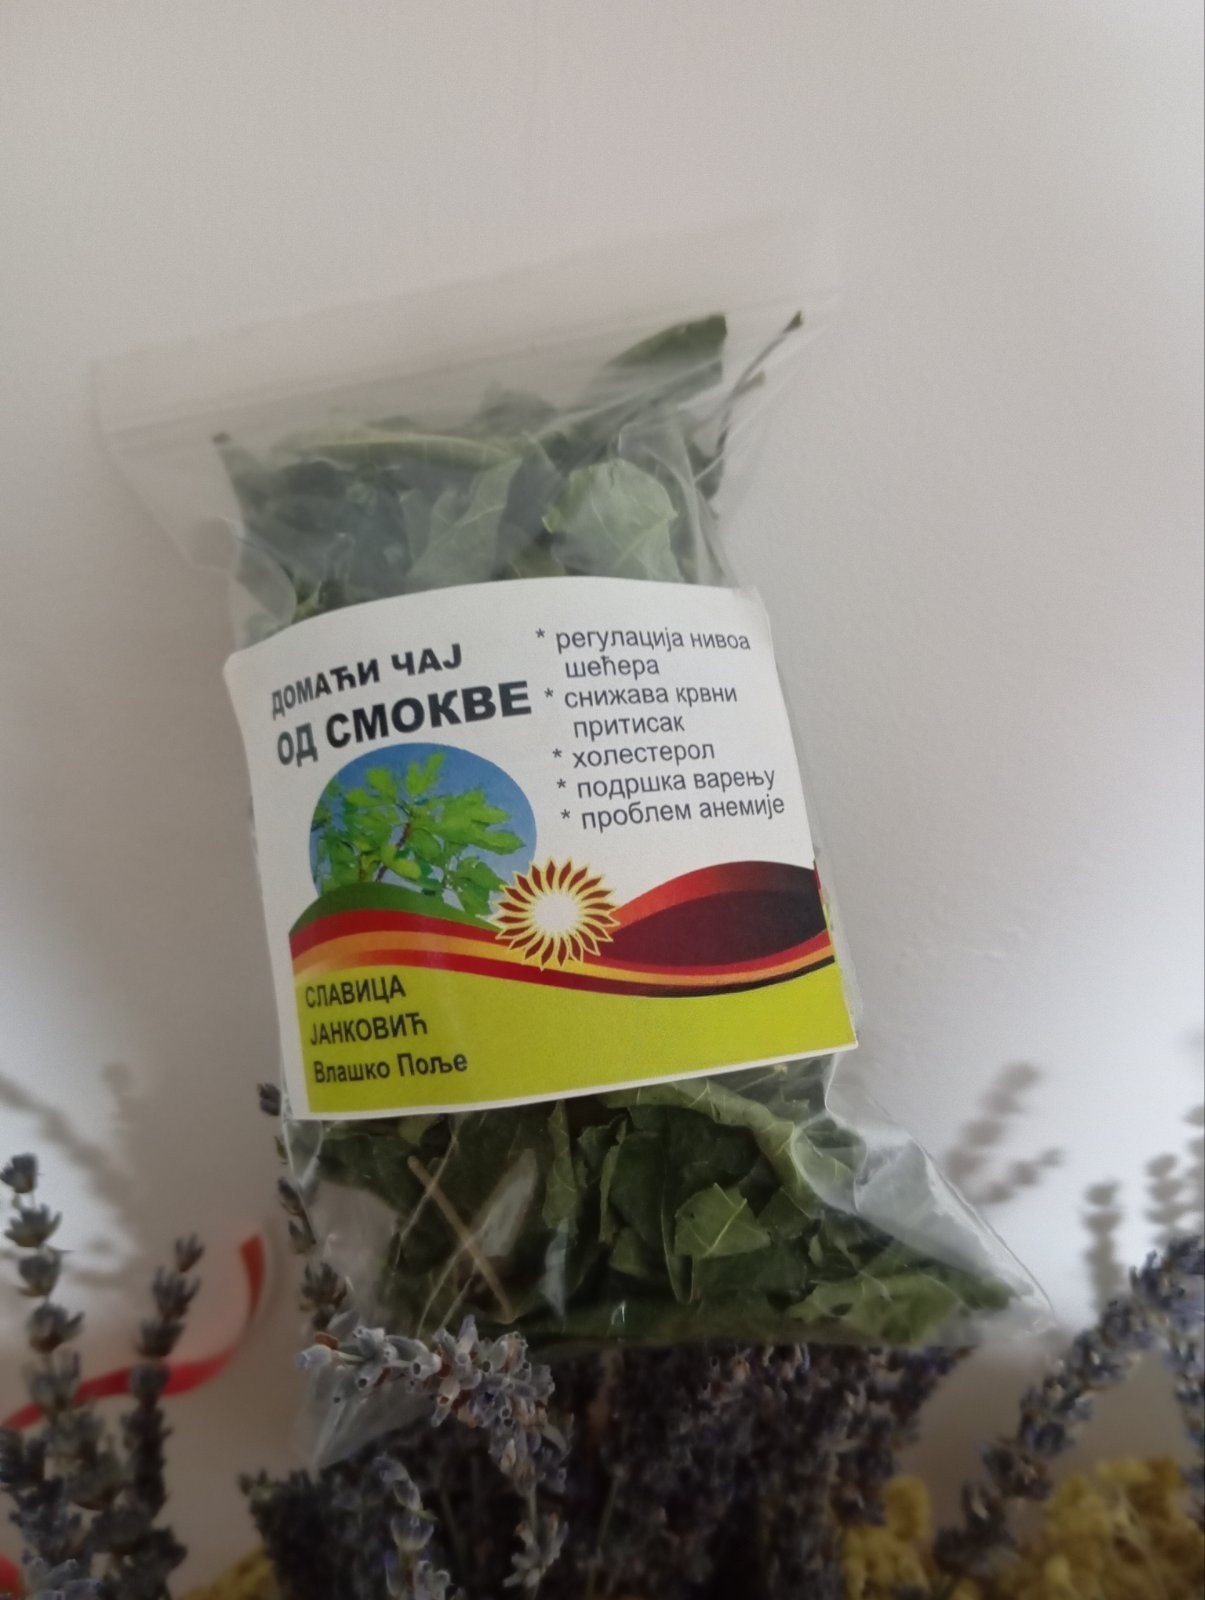 ДОМАЋИ ЧАЈ
ОД СМОКВЕ
* регулација нивоа
шећера
* снижава крвни
притисак
* холестерол
* подршка варењу
* проблем анемије
СЛАВИЦА
ЈАНКОВИЋ
Влашко Поље